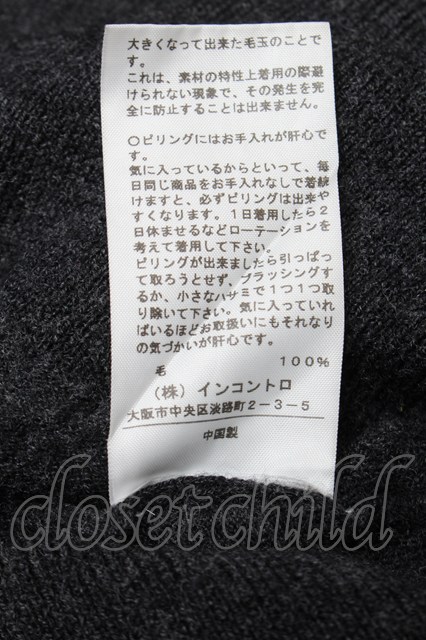 大きくなって出来た毛玉のことで
す。
これは、素材の特性上着用の際避
けられない現象で、その発生を完
全に防止することは出来ません。
○ピリングにはお手入れが肝心で
す。
気に入っているからといって、毎
日同じ商品をお手入れなしで着続
けますと、必ずピリングは出来や
すくなります。1日着用したら2
日休ませるなどローテーションを
考えて着用して下さい。
ピリングが出来ましたら引っぱっ
て取ろうとせず、ブラッシングす
るか、小さなハサミで1つ1つ取
り除いて下さい。気に入っていれ
ばいるほどお取扱いにもそれなり
の気づかいが肝心です。
毛 100%
(株)インコントロ
大阪市中央区淡路町2-3-5
中国製
closetchild